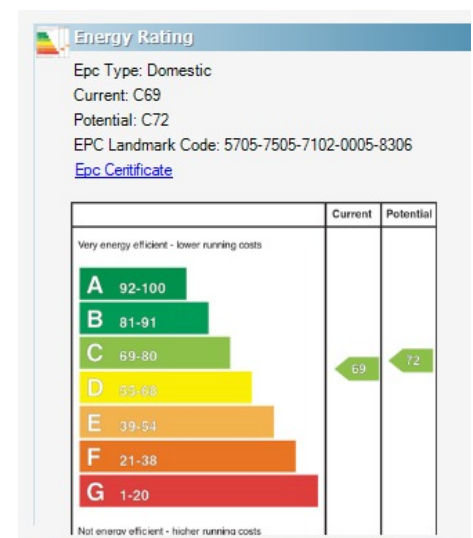 Energy Rating
Epc Type: Domestic
Current: C69
Potential: C72
EPC Landmark Code: 5705-7505-7102-0005-8306
Epc Ceritificate
Current Potential
Very energy efficient - lower running costs
A 92-100
B 81-91
C 69-80
D 55-68
E 39-54
F 21-38
G 1-20
69
72
Not energy efficient - higher running costs